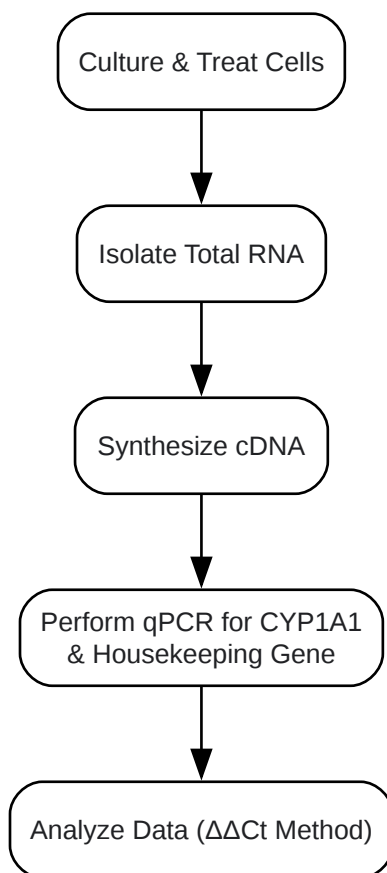 Culture & Treat Cells
Isolate Total RNA
Synthesize cDNA
Perform qPCR for CYP1A1
& Housekeeping Gene
Analyze Data (ΔΔCt Method)